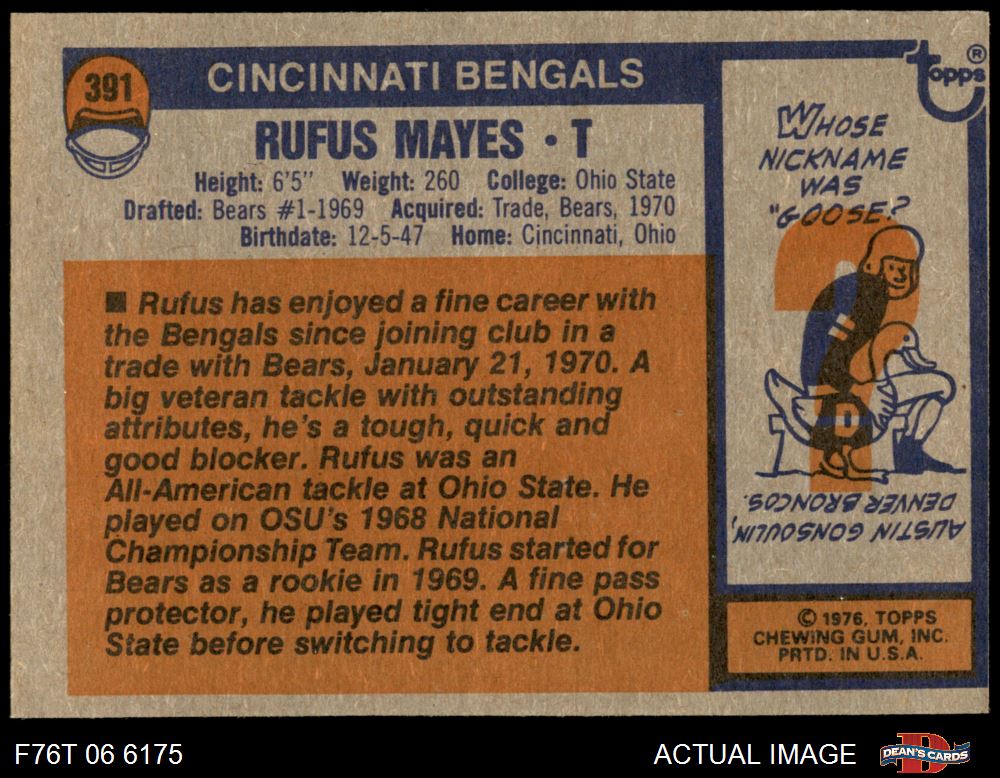 391
CINCINNATI BENGALS
topps®
RUFUS MAYES • T
Height: 6'5" Weight: 260 College: Ohio State
Drafted: Bears #1-1969 Acquired: Trade, Bears, 1970
Birthdate: 12-5-47 Home: Cincinnati, Ohio
■ Rufus has enjoyed a fine career with
the Bengals since joining club in a
trade with Bears, January 21, 1970. A
big veteran tackle with outstanding
attributes, he's a tough, quick and
good blocker. Rufus was an
All-American tackle at Ohio State. He
played on OSU's 1968 National
Championship Team. Rufus started for
Bears as a rookie in 1969. A fine pass
protector, he played tight end at Ohio
State before switching to tackle.
WHOSE
NICKNAME
WAS
"GOOSE?
D
AUSTIN GONSOULIN,
DENVER BRONCOS.
© 1976, TOPPS
CHEWING GUM, INC.
PRTD. IN U.S.A.
F76T 06 6175
ACTUAL IMAGE
DEAN'S CARDS